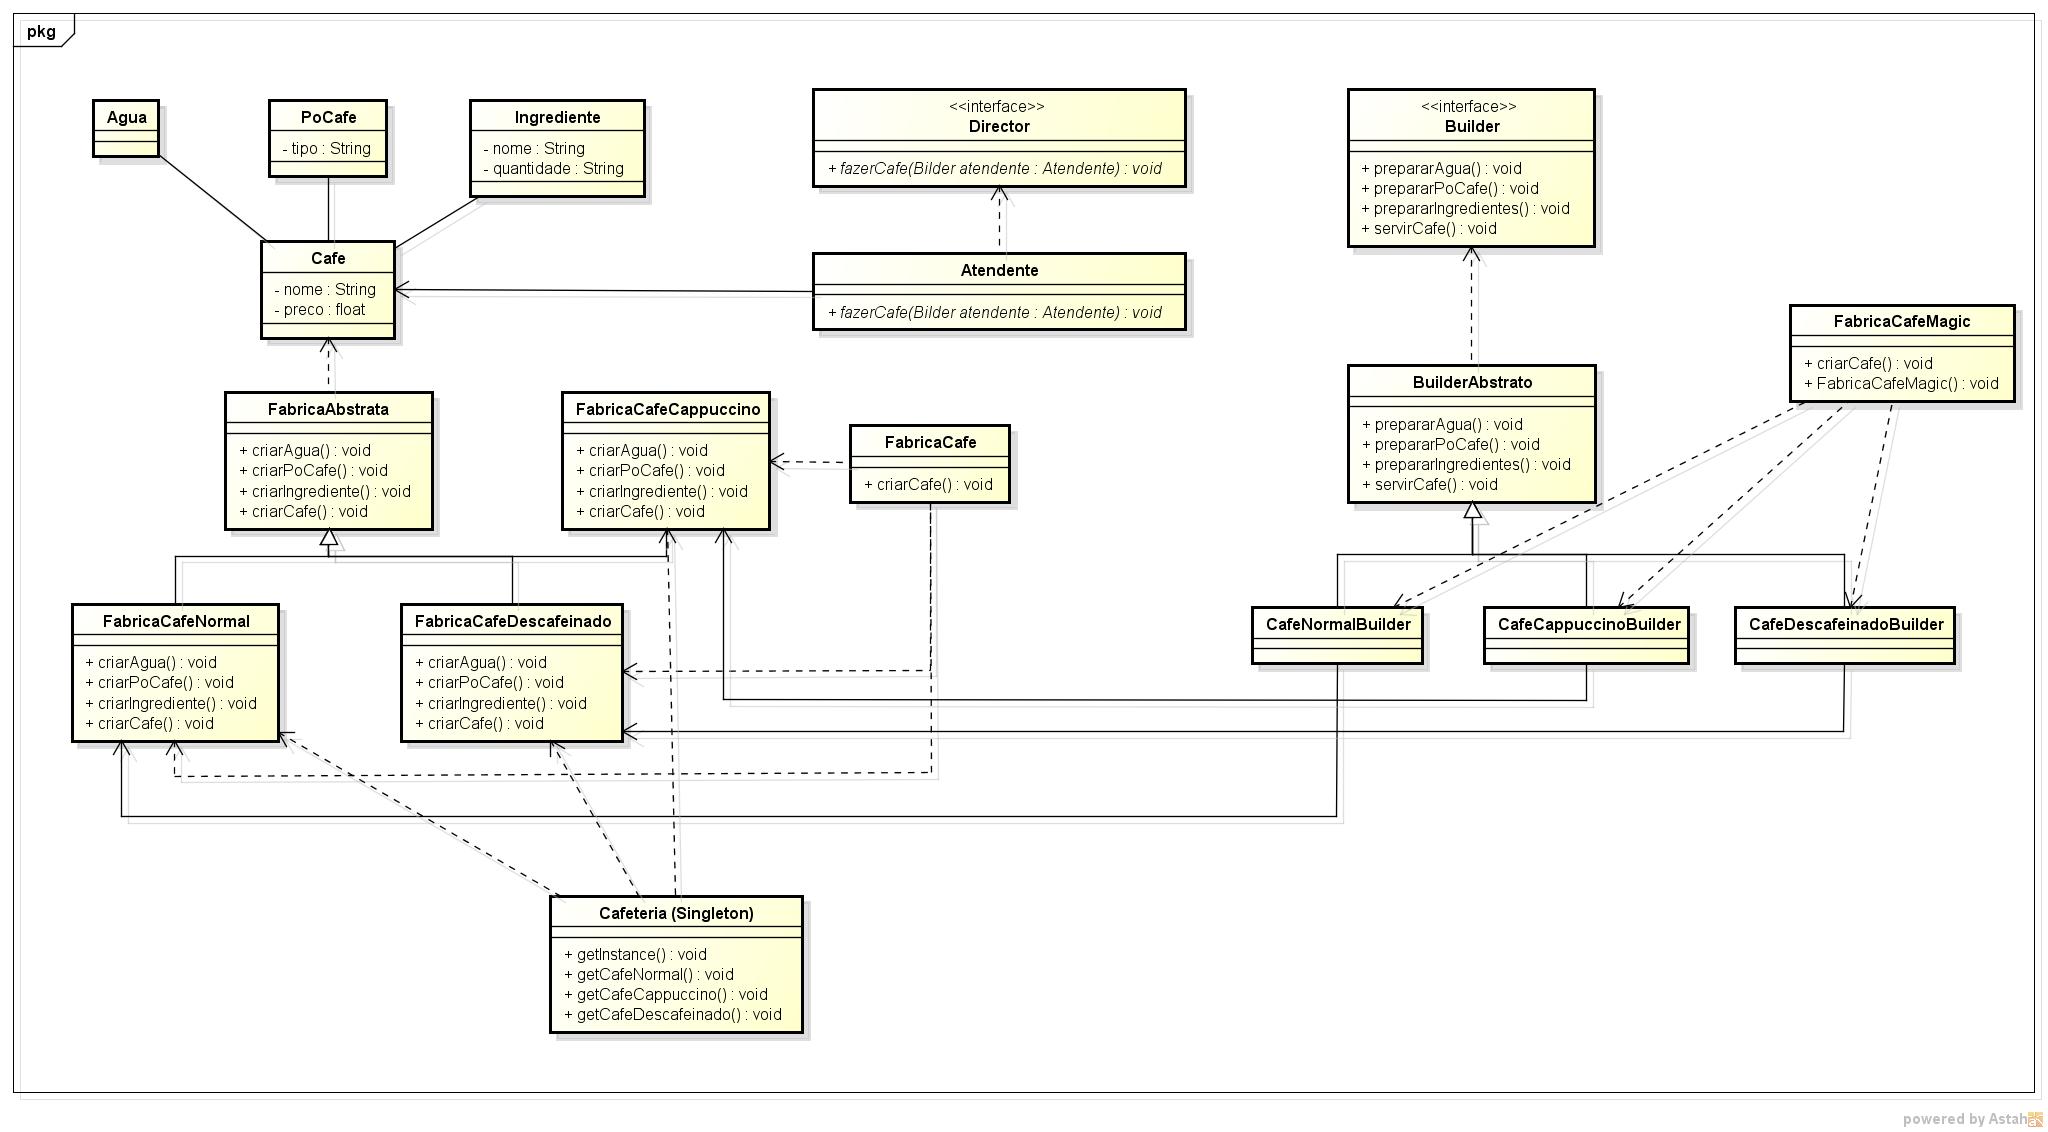 pkg
Agua
PoCafe
- tipo : String
Ingrediente
- nome : String
- quantidade : String
<<interface>>
Director
+ fazerCafe(Bilder atendente : Atendente) : void
<<interface>>
Builder
+ prepararAgua() : void
+ prepararPoCafe() : void
+ prepararIngredientes() : void
+ servirCafe() : void
Cafe
- nome : String
- preco : float
Atendente
+ fazerCafe(Bilder atendente : Atendente) : void
FabricaCafeMagic
+ criarCafe() : void
+ FabricaCafeMagic() : void
FabricaAbstrata
+ criarAgua() : void
+ criarPoCafe() : void
+ criarIngrediente() : void
+ criarCafe() : void
FabricaCafeCappuccino
+ criarAgua() : void
+ criarPoCafe() : void
+ criarIngrediente() : void
+ criarCafe() : void
FabricaCafe
+ criarCafe() : void
BuilderAbstrato
+ prepararAgua() : void
+ prepararPoCafe() : void
+ prepararIngredientes() : void
+ servirCafe() : void
FabricaCafeNormal
+ criarAgua() : void
+ criarPoCafe() : void
+ criarIngrediente() : void
+ criarCafe() : void
FabricaCafeDescafeinado
+ criarAgua() : void
+ criarPoCafe() : void
+ criarIngrediente() : void
+ criarCafe() : void
CafeNormalBuilder
CafeCappuccinoBuilder
CafeDescafeinadoBuilder
Cafeteria (Singleton)
+ getInstance() : void
+ getCafeNormal() : void
+ getCafeCappuccino() : void
+ getCafeDescafeinado() : void
powered by Astah